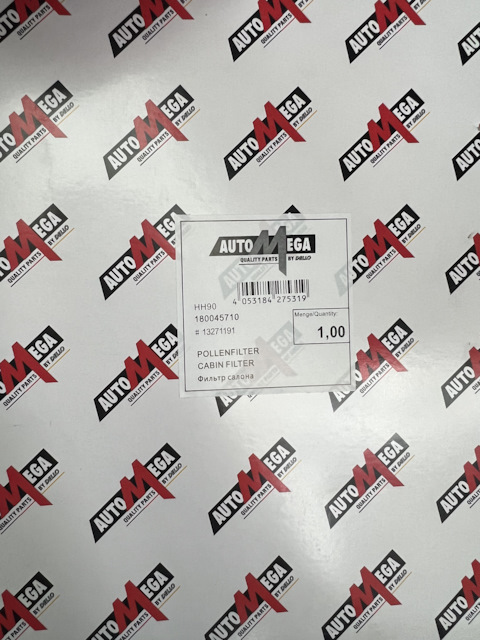 AUTOMEGA
QUALITY PARTS BY DELLO
4 053184 275319
HH90
180045710
# 13271191
Menge/Quantity:
1,00
POLLENFILTER
CABIN FILTER
Фильтр салона